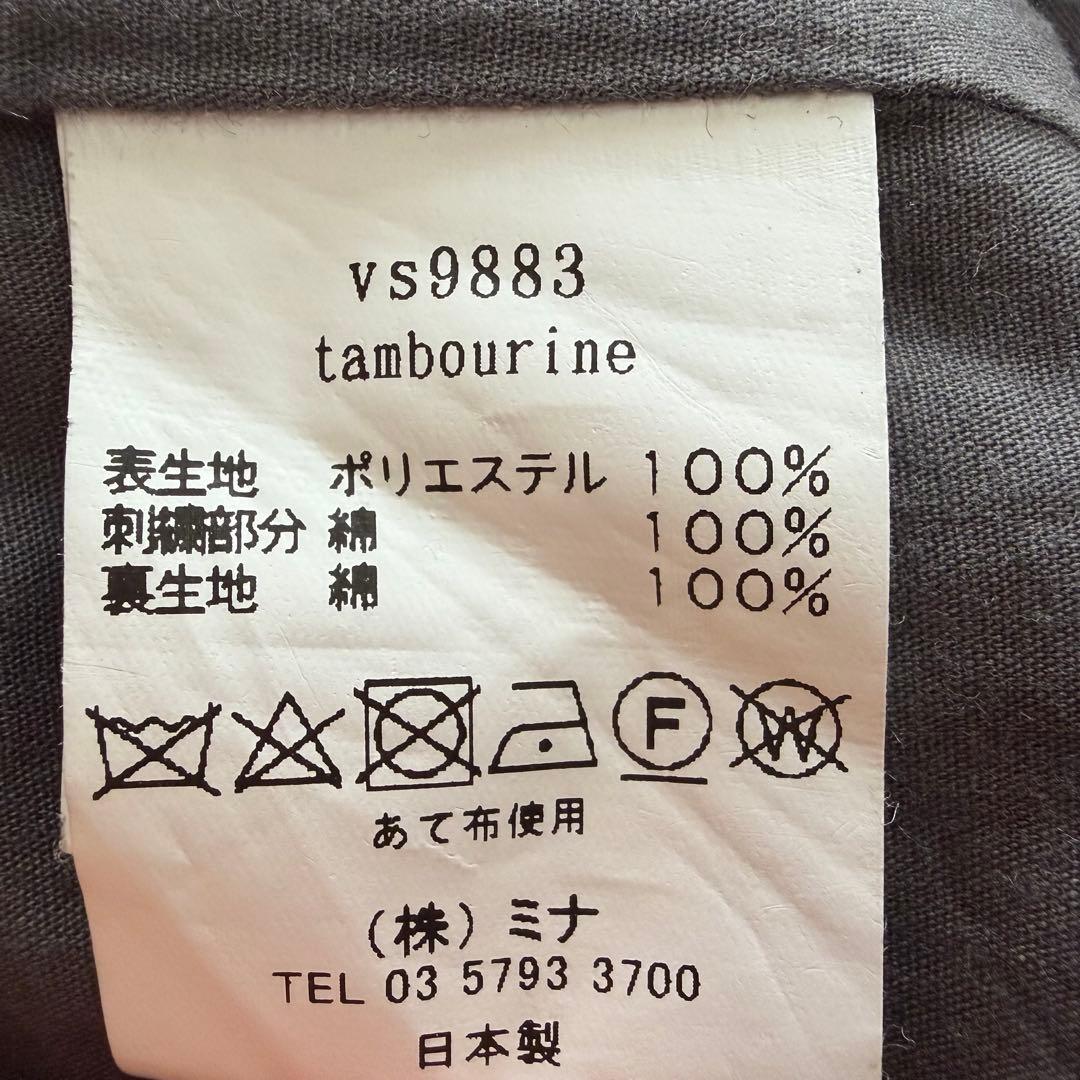 vs9883
tambourine
表生地 ポリエステル 100%
刺繍部分 綿 100%
裏生地 綿 100%
F
W
あて布使用
(株)ミナ
TEL 03 5793 3700
日本製